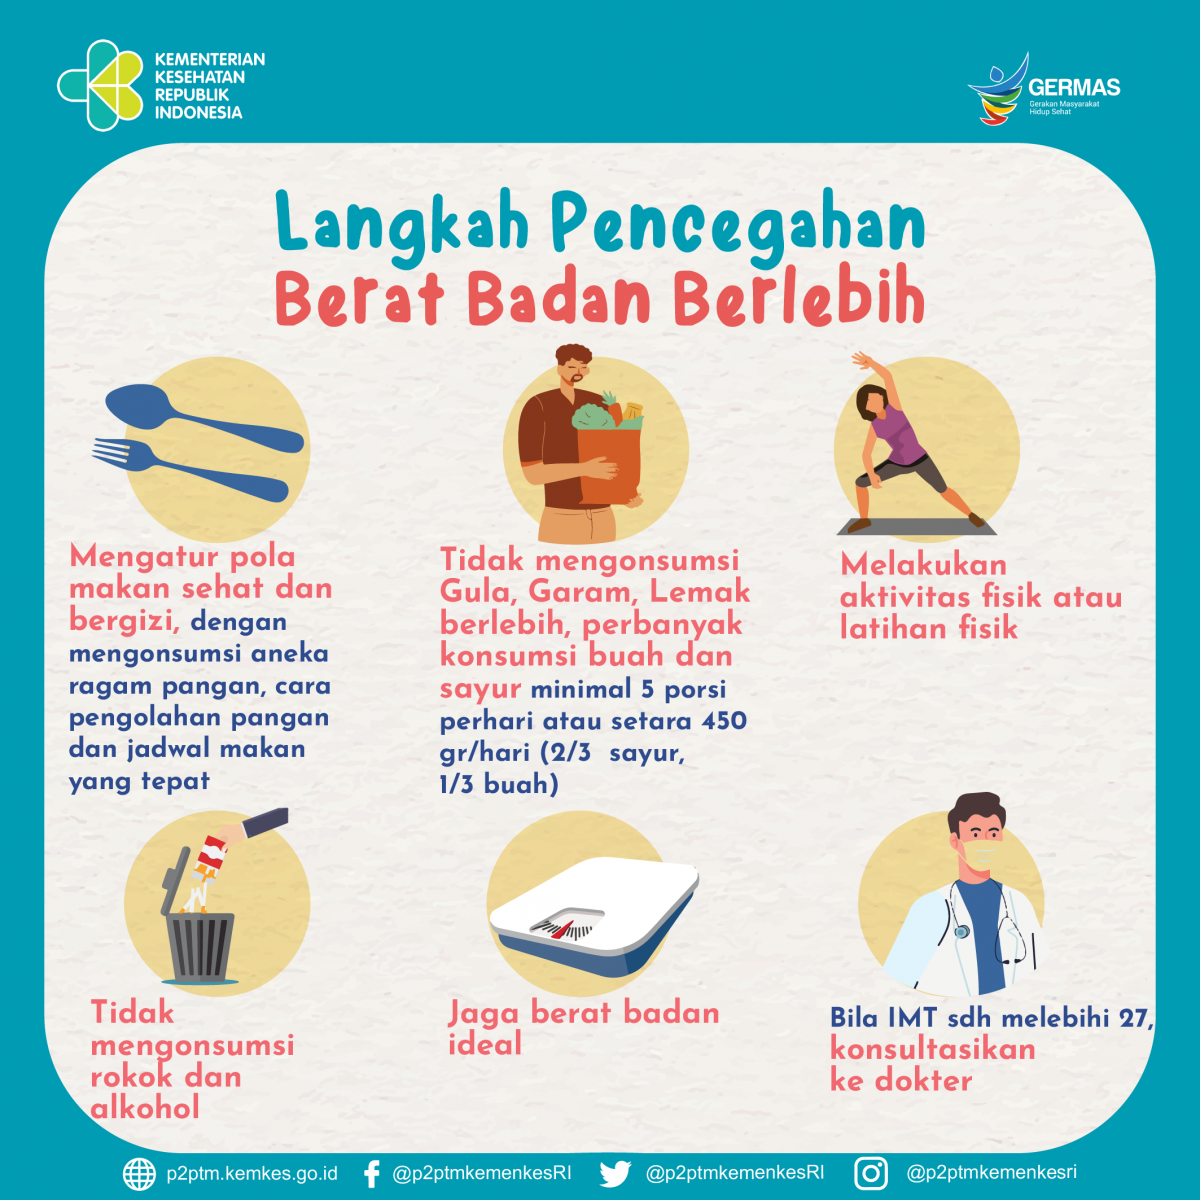 KEMENTERIAN
KESEHATAN
REPUBLIK
INDONESIA
GERMAS
Gerakan Masyarakat
Hidup Sehat
Langkah Pencegahan
Berat Badan Berlebih
Mengatur pola
makan sehat dan
bergizi, dengan
mengonsumsi aneka
ragam pangan, cara
pengolahan pangan
dan jadwal makan
yang tepat
Tidak mengonsumsi
Gula, Garam, Lemak
berlebih, perbanyak
konsumsi buah dan
sayur minimal 5 porsi
perhari atau setara 450
gr/hari (2/3 sayur,
1/3 buah)
Melakukan
aktivitas fisik atau
latihan fisik
Tidak
mengonsumsi
rokok dan
alkohol
Jaga berat badan
ideal
Bila IMT sdh melebihi 27,
konsultasikan
ke dokter
p2ptm.kemkes.go.id
@p2ptmkemenkesRI
@p2ptmkemenkesRI
@p2ptmkemenkesri